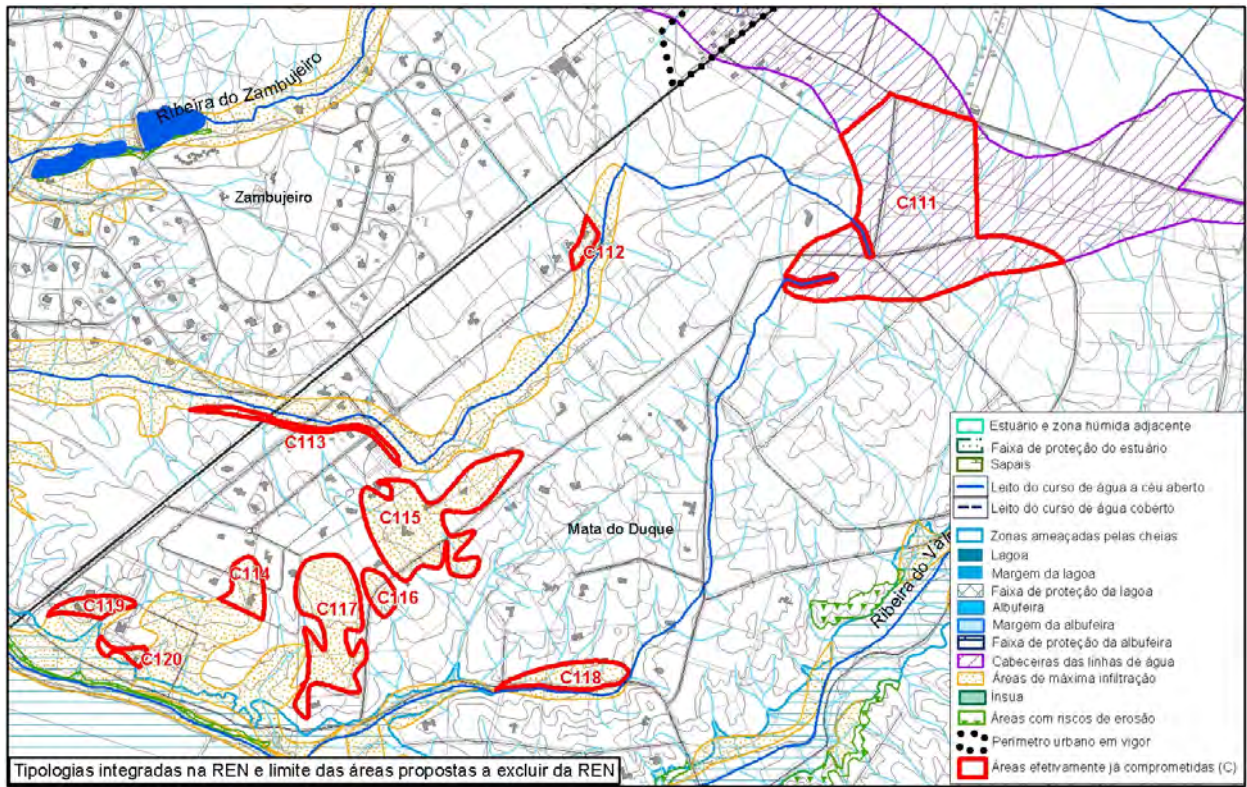 Ribeira do Zambujeiro
Zambujeiro
C111
C112
C113
C115
Mata do Duque
C114
C116
C117
C119
C120
C118
Ribeira do Vale
Estuário e zona húmida adjacente
Faixa de proteção do estuário
Sapais
Leito do curso de água a céu aberto
Leito do curso de água coberto
Zonas ameaçadas pelas cheias
Lagoa
Margem da lagoa
Faixa de proteção da lagoa
Albufeira
Margem da albufeira
Faixa de proteção da albufeira
Cabeceiras das linhas de água
Áreas de máxima infiltração
Ínsua
Áreas com riscos de erosão
Perímetro urbano em vigor
Áreas efetivamente já comprometidas (C)
Tipologias integradas na REN e limite das áreas propostas a excluir da REN